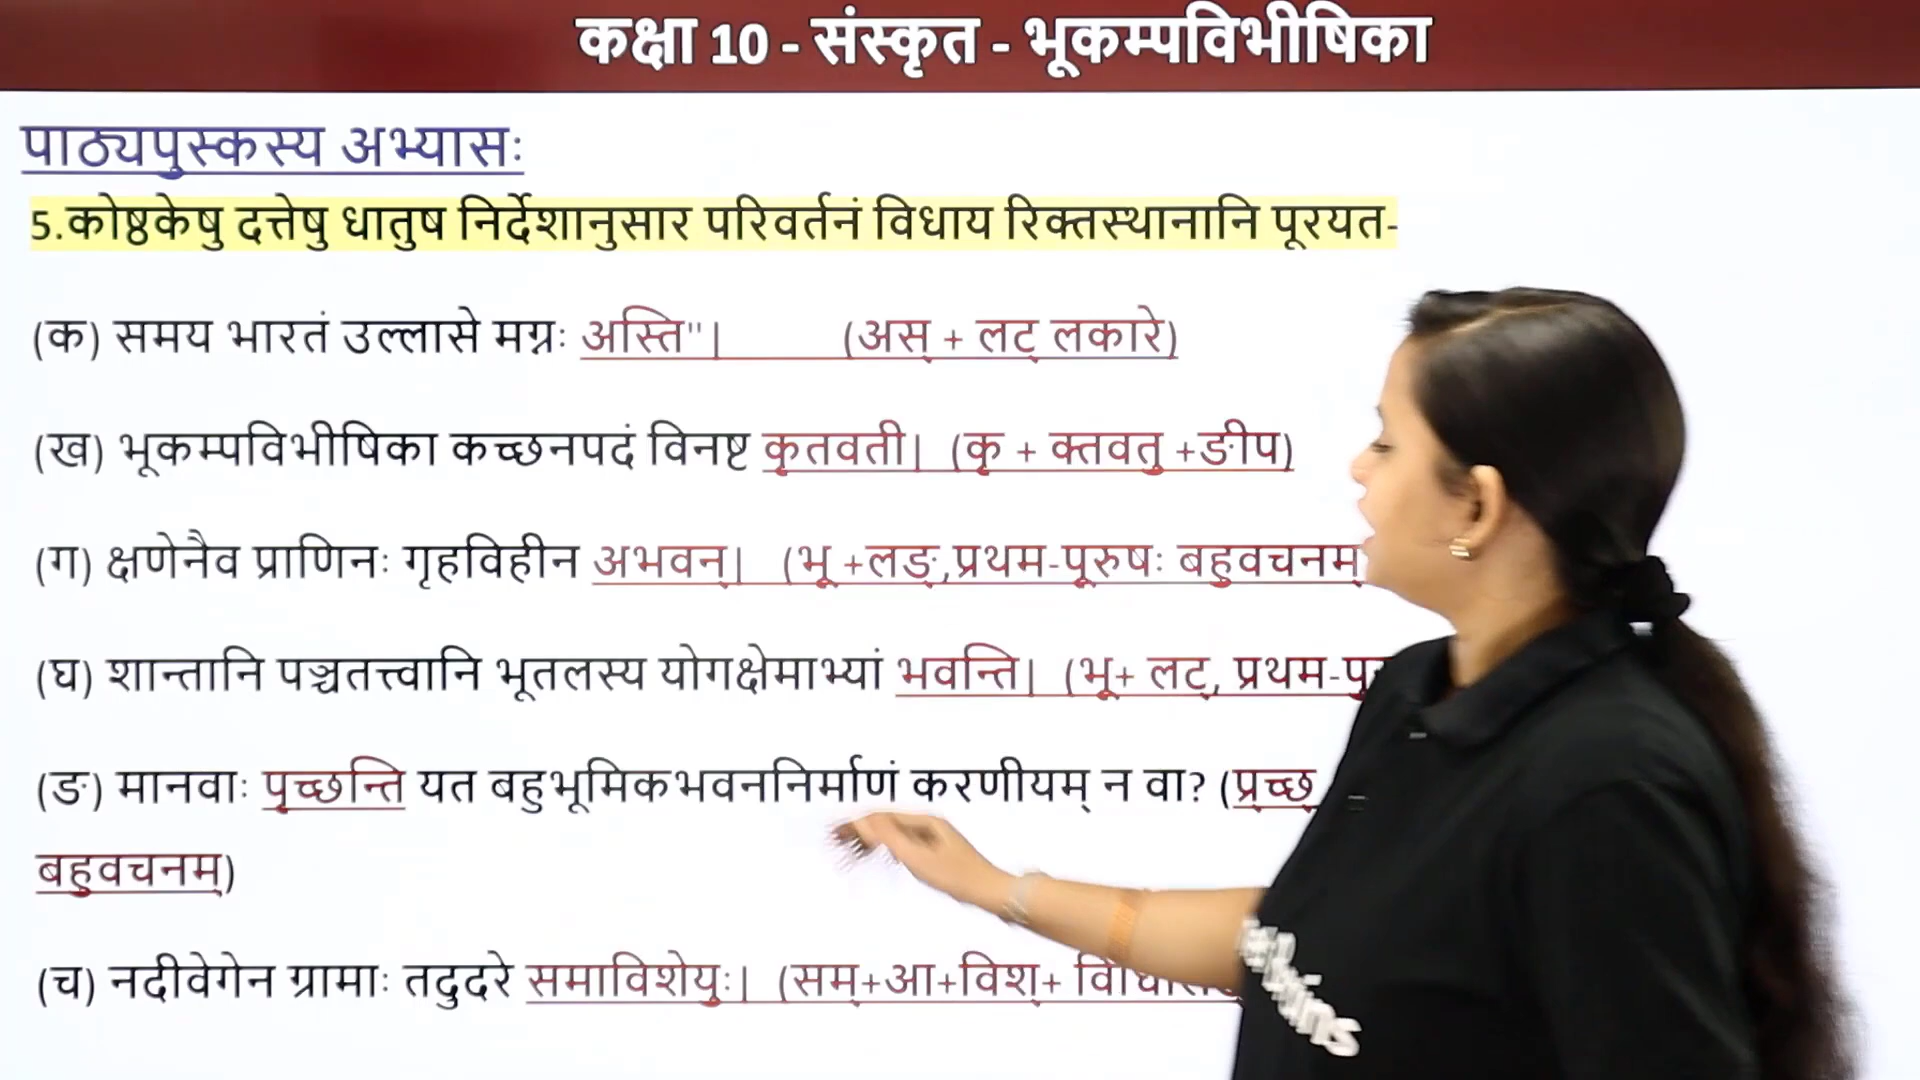 कक्षा 10 - संस्कृत - भूकम्पविभीषिका
पाठ्यपुस्कस्य अभ्यासः
5.कोष्ठकेषु दत्तेषु धातुष निर्देशानुसार परिवर्तनं विधाय रिक्तस्थानानि पूरयत-
(क) समय भारतं उल्लासे मग्नः अस्ति"| (अस् + लट् लकारे)
(ख) भूकम्पविभीषिका कच्छनपदं विनष्ट कृतवती| (कृ + क्तवतु +ङीप)
(ग) क्षणेनैव प्राणिनः गृहविहीन अभवन्| (भू +लङ्,प्रथम-पूरुषः बहुवचनम्
(घ) शान्तानि पञ्चतत्त्वानि भूतलस्य योगक्षेमाभ्यां भवन्ति| (भू+ लट्, प्रथम-पु
(ङ) मानवाः पृच्छन्ति यत बहुभूमिकभवननिर्माणं करणीयम् न वा? (प्रच्छ
बहुवचनम्)
(च) नदीवेगेन ग्रामाः तदुदरे समाविशेयुः| (सम्+आ+विश्+